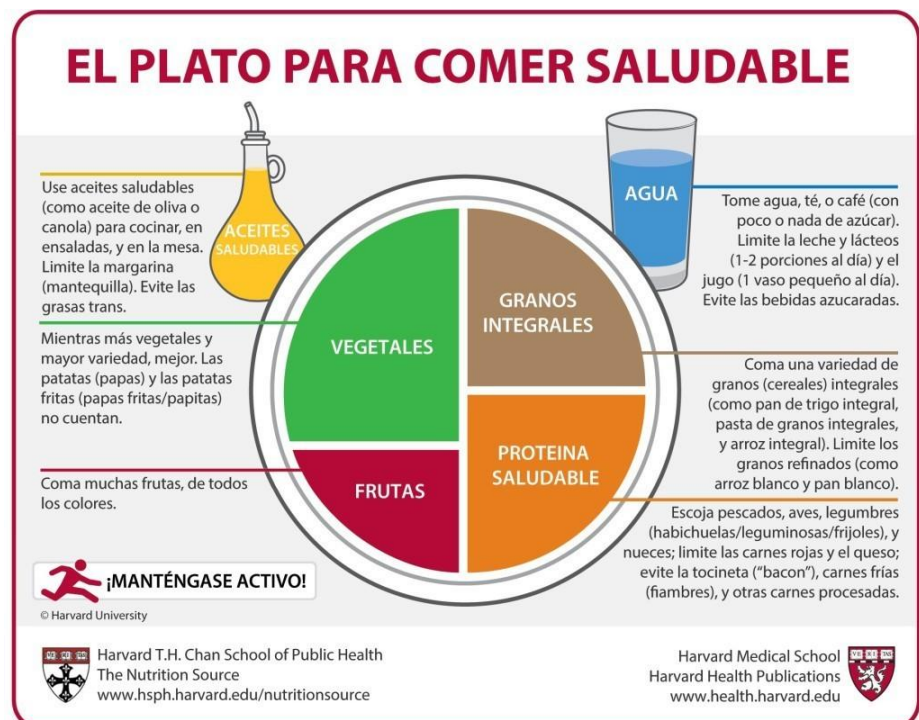 EL PLATO PARA COMER SALUDABLE
Use aceites saludables
(como aceite de oliva o
canola) para cocinar, en
ensaladas, y en la mesa.
Limite la margarina
(mantequilla). Evite las
grasas trans.
ACEITES
SALUDABLES
AGUA
Tome agua, té, o café (con
poco o nada de azúcar).
Limite la leche y lácteos
(1-2 porciones al día) y el
jugo (1 vaso pequeño al día).
Evite las bebidas azucaradas.
Mientras más vegetales y
mayor variedad, mejor. Las
patatas (papas) y las patatas
fritas (papas fritas/papitas)
no cuentan.
VEGETALES
GRANOS
INTEGRALES
Coma una variedad de
granos (cereales) integrales
(como pan de trigo integral,
pasta de granos integrales,
y arroz integral). Limite los
granos refinados (como
arroz blanco y pan blanco).
Coma muchas frutas, de todos
los colores.
FRUTAS
PROTEINA
SALUDABLE
Escoja pescados, aves, legumbres
(habichuelas/leguminosas/frijoles), y
nueces; limite las carnes rojas y el queso;
evite la tocineta ("bacon"), carnes frías
(fiambres), y otras carnes procesadas.
¡MANTÉNGASE ACTIVO!
© Harvard University
Harvard T.H. Chan School of Public Health
The Nutrition Source
www.hsph.harvard.edu/nutritionsource
Harvard Medical School
Harvard Health Publications
www.health.harvard.edu